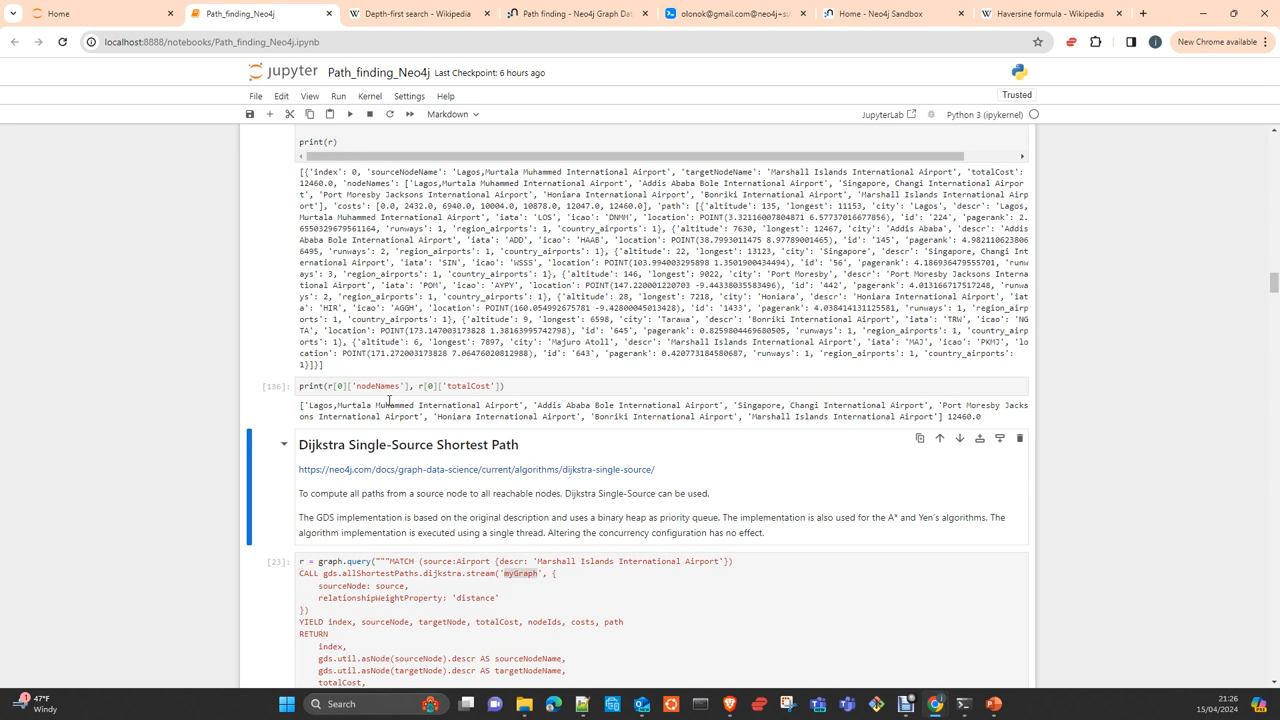 Home
Path_finding_Neo4j
Depth-first search - Wikipedia
Path finding - Neo4j Graph Dat
olonok@gmail.com@neo4j+s
Home - Neo4j Sandbox
Haversine formula - Wikipedia
localhost:8888/notebooks/Path_finding_Neo4j.ipynb
New Chrome available
jupyter Path_finding_Neo4j Last Checkpoint: 6 hours ago
File Edit View Run Kernel Settings Help
Trusted
Markdown
JupyterLab
Python 3 (ipykernel)
print(r)
[{'index': 0, 'sourceNodeName': 'Lagos,Murtala Muhammed International Airport', 'targetNodeName': 'Marshall Islands International Airport', 'totalCost':
12460.0, 'nodeNames': ['Lagos,Murtala Muhammed International Airport', 'Addis Ababa Bole International Airport', 'Singapore, Changi International Airpor
t', 'Port Moresby Jacksons International Airport', 'Honiara International Airport', 'Bonriki International Airport', 'Marshall Islands International Airp
ort'], 'costs': [0.0, 2432.0, 6940.0, 10004.0, 10878.0, 12047.0, 12460.0], 'path': [{'altitude': 135, 'longest': 11153, 'city': 'Lagos', 'descr': 'Lagos,
Murtala Muhammed International Airport', 'iata': 'LOS', 'icao': 'DNMM', 'location': POINT(3.32116007804871 6.57737016677856), 'id': '224', 'pagerank': 2.
6550329756116​4, 'runways': 1, 'region_airports': 1, 'country_airports': 1}, {'altitude': 7630, 'longest': 12467, 'city': 'Addis Ababa', 'descr': 'Addis
Ababa Bole International Airport', 'iata': 'ADD', 'icao': 'HAAB', 'location': POINT(38.7993011475 8.97789001465), 'id': '145', 'pagerank': 4.982110623806
6495, 'runways': 2, 'region_airports': 1, 'country_airports': 1}, {'altitude': 22, 'longest': 13123, 'city': 'Singapore', 'descr': 'Singapore, Changi Int
ernational Airport', 'iata': 'SIN', 'icao': 'WSSS', 'location': POINT(103.994003295898 1.3501900434494), 'id': '56', 'pagerank': 4.186936479555701, 'runways':
3, 'region_airports': 1, 'country_airports': 1}, {'altitude': 146, 'longest': 9022, 'city': 'Port Moresby', 'descr': 'Port Moresby Jacksons Interna
tional Airport', 'iata': 'POM', 'icao': 'AYPY', 'location': POINT(147.220001220703 -9.44338035583496), 'id': '442', 'pagerank': 4.013166717517248, 'runwa
ys': 2, 'region_airports': 1, 'country_airports': 1}, {'altitude': 28, 'longest': 7218, 'city': 'Honiara', 'descr': 'Honiara International Airport', 'iat
a': 'HIR', 'icao': 'AGGH', 'location': POINT(160.054992675781 -9.4280004501​3428), 'id': '1433', 'pagerank': 4.038414131125581, 'runways': 1, 'region_airpo
rts': 1, 'country_airports': 1}, {'altitude': 9, 'longest': 6598, 'city': 'Tarawa', 'descr': 'Bonriki International Airport', 'iata': 'TRW', 'icao': 'NG
TA', 'location': POINT(173.147003173828 1.38163995742798), 'id': '645', 'pagerank': 0.8259804469680505, 'runways': 1, 'region_airports': 1, 'country_airp
orts': 1}, {'altitude': 6, 'longest': 7897, 'city': 'Majuro Atoll', 'descr': 'Marshall Islands International Airport', 'iata': 'MAJ', 'icao': 'PKMJ', 'lo
cation': POINT(171.272003173828 7.06476020812988), 'id': '643', 'pagerank': 0.420773184580687, 'runways': 1, 'region_airports': 1, 'country_airports':
1}]}]
[136]: print(r[0]['nodeNames'], r[0]['totalCost'])
['Lagos,Murtala Muhammed International Airport', 'Addis Ababa Bole International Airport', 'Singapore, Changi International Airport', 'Port Moresby Jacks
ons International Airport', 'Honiara International Airport', 'Bonriki International Airport', 'Marshall Islands International Airport'] 12460.0
Dijkstra Single-Source Shortest Path
https://neo4j.com/docs/graph-data-science/current/algorithms/dijkstra-single-source/
To compute all paths from a source node to all reachable nodes, Dijkstra Single-Source can be used.
The GDS implementation is based on the original description and uses a binary heap as priority queue. The implementation is also used for the A* and Yen's algorithms. The
algorithm implementation is executed using a single thread. Altering the concurrency configuration has no effect.
[23]: r = graph.query("""MATCH (source:Airport {descr: 'Marshall Islands International Airport'})
CALL gds.allShortestPaths.dijkstra.stream('myGraph', {
sourceNode: source,
relationshipWeightProperty: 'distance'
})
YIELD index, sourceNode, targetNode, totalCost, nodeIds, costs, path
RETURN
index,
gds.util.asNode(sourceNode).descr AS sourceNodeName,
gds.util.asNode(targetNode).descr AS targetNodeName,
totalCost,
47°F
Windy
Search
21:26
15/04/2024